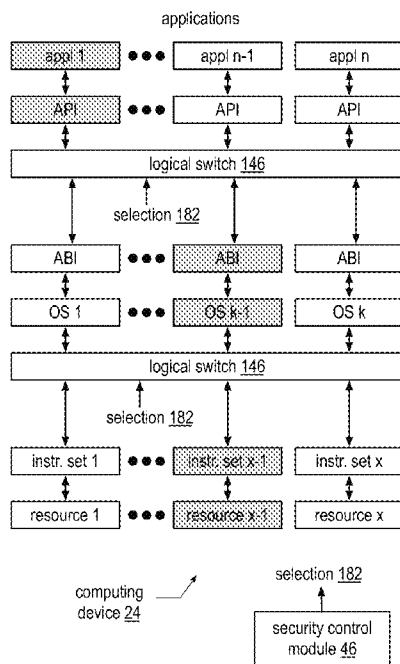 applications
appl 1 ●●● appl n-1 appl n
API ●●● API API
logical switch 146
selection 182
ABI ●●● ABI ABI
OS 1 ●●● OS k-1 OS k
logical switch 146
selection 182
instr. set 1 ●●● instr. set x-1 instr. set x
resource 1 ●●● resource x-1 resource x
computing
device 24
selection 182
security control
module 46